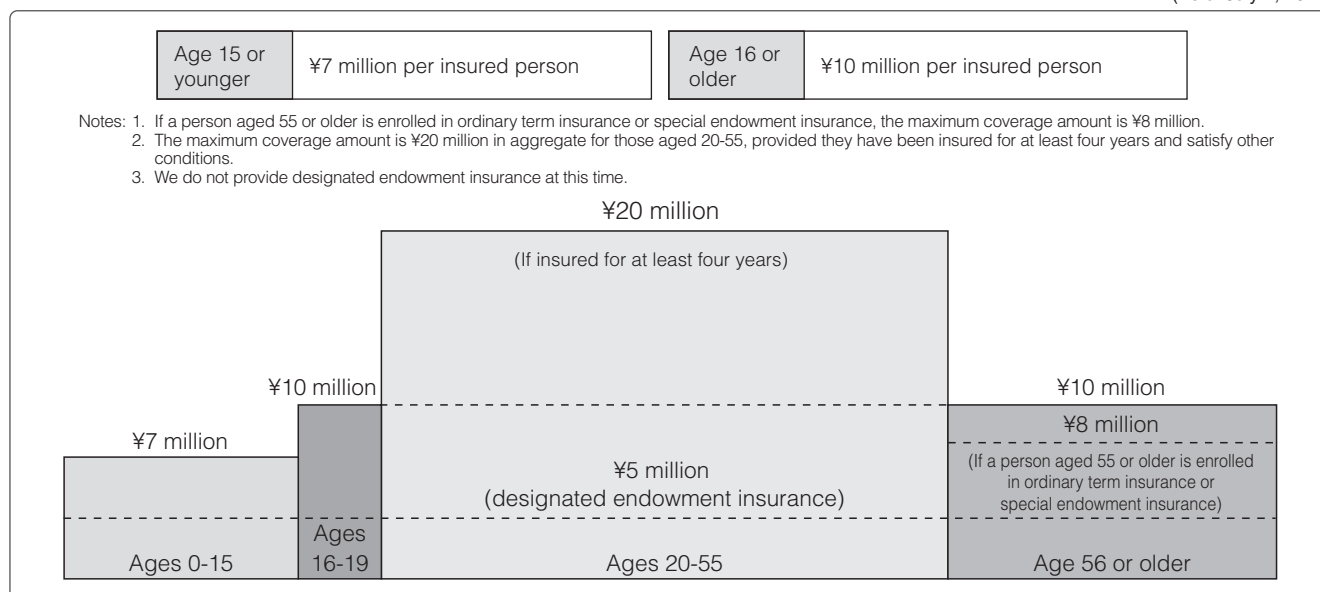 Age 15 or
younger
¥7 million per insured person
Age 16 or
older
¥10 million per insured person
Notes: 1. If a person aged 55 or older is enrolled in ordinary term insurance or special endowment insurance, the maximum coverage amount is ¥8 million.
2. The maximum coverage amount is ¥20 million in aggregate for those aged 20-55, provided they have been insured for at least four years and satisfy other
conditions.
3. We do not provide designated endowment insurance at this time.
¥20 million
(If insured for at least four years)
¥10 million
¥10 million
¥7 million
¥8 million
(If a person aged 55 or older is enrolled
in ordinary term insurance or
special endowment insurance)
¥5 million
(designated endowment insurance)
Ages 0-15
Ages
16-19
Ages 20-55
Age 56 or older